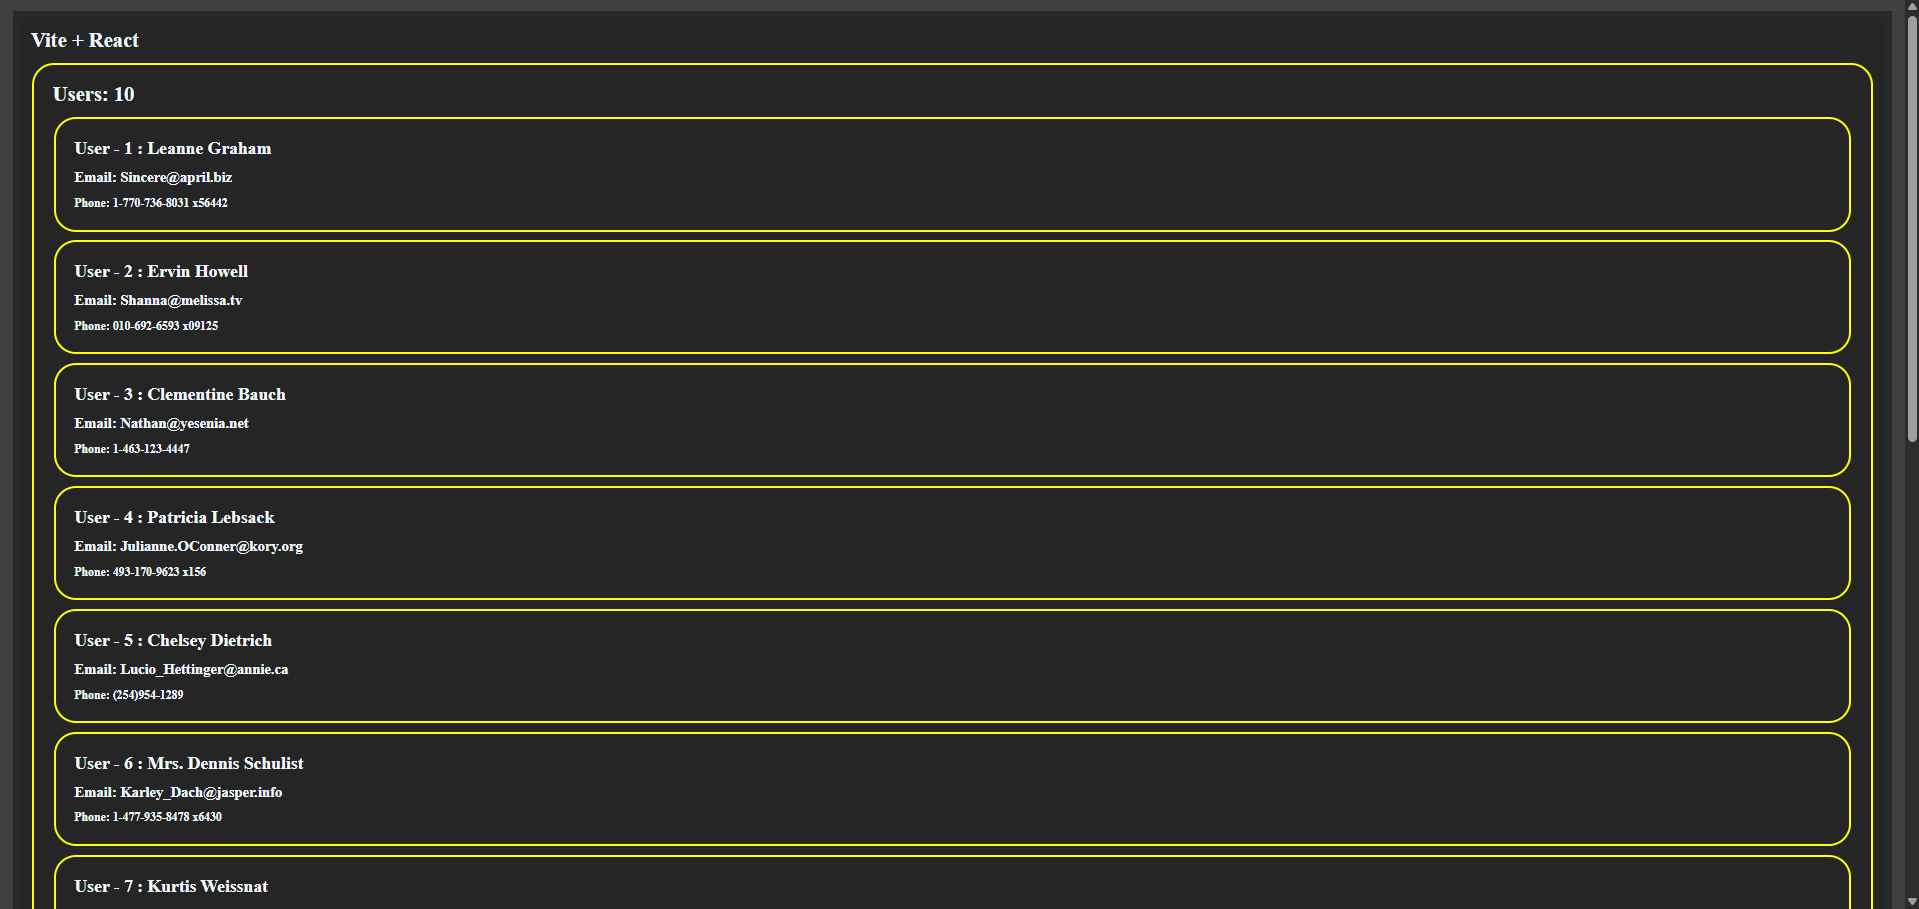 Vite + React
Users: 10
User - 1 : Leanne Graham
Email: Sincere@april.biz
Phone: 1-770-736-8031 x56442
User - 2 : Ervin Howell
Email: Shanna@melissa.tv
Phone: 010-692-6593 x09125
User - 3 : Clementine Bauch
Email: Nathan@yesenia.net
Phone: 1-463-123-4447
User - 4 : Patricia Lebsack
Email: Julianne.OConner@kory.org
Phone: 493-170-9623 x156
User - 5 : Chelsey Dietrich
Email: Lucio_Hettinger@annie.ca
Phone: (254)954-1289
User - 6 : Mrs. Dennis Schulist
Email: Karley_Dach@jasper.info
Phone: 1-477-935-8478 x6430
User - 7 : Kurtis Weissnat